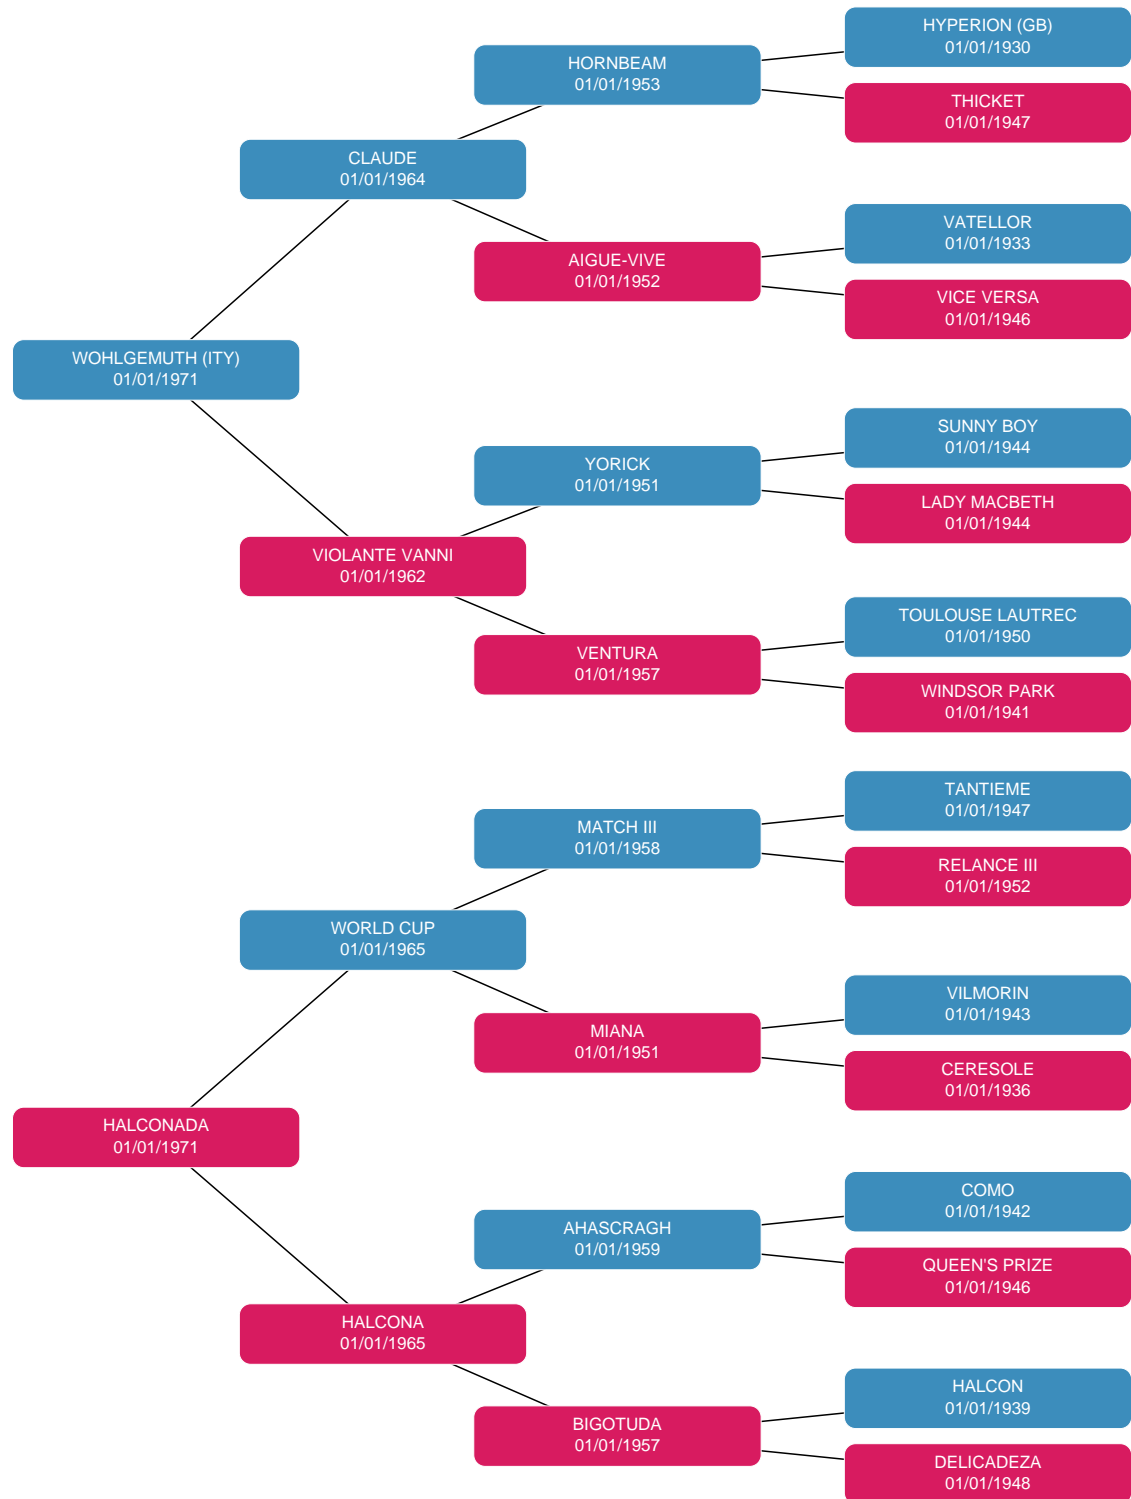 HYPERION (GB)
01/01/1930
HORNBEAM
01/01/1953
THICKET
01/01/1947
CLAUDE
01/01/1964
VATELLOR
01/01/1933
AIGUE-VIVE
01/01/1952
VICE VERSA
01/01/1946
WOHLGEMUTH (ITY)
01/01/1971
SUNNY BOY
01/01/1944
YORICK
01/01/1951
LADY MACBETH
01/01/1944
VIOLANTE VANNI
01/01/1962
TOULOUSE LAUTREC
01/01/1950
VENTURA
01/01/1957
WINDSOR PARK
01/01/1941
TANTIEME
01/01/1947
MATCH III
01/01/1958
RELANCE III
01/01/1952
WORLD CUP
01/01/1965
VILMORIN
01/01/1943
MIANA
01/01/1951
CERESOLE
01/01/1936
HALCONADA
01/01/1971
COMO
01/01/1942
AHASCRAGH
01/01/1959
QUEEN'S PRIZE
01/01/1946
HALCONA
01/01/1965
HALCON
01/01/1939
BIGOTUDA
01/01/1957
DELICADEZA
01/01/1948